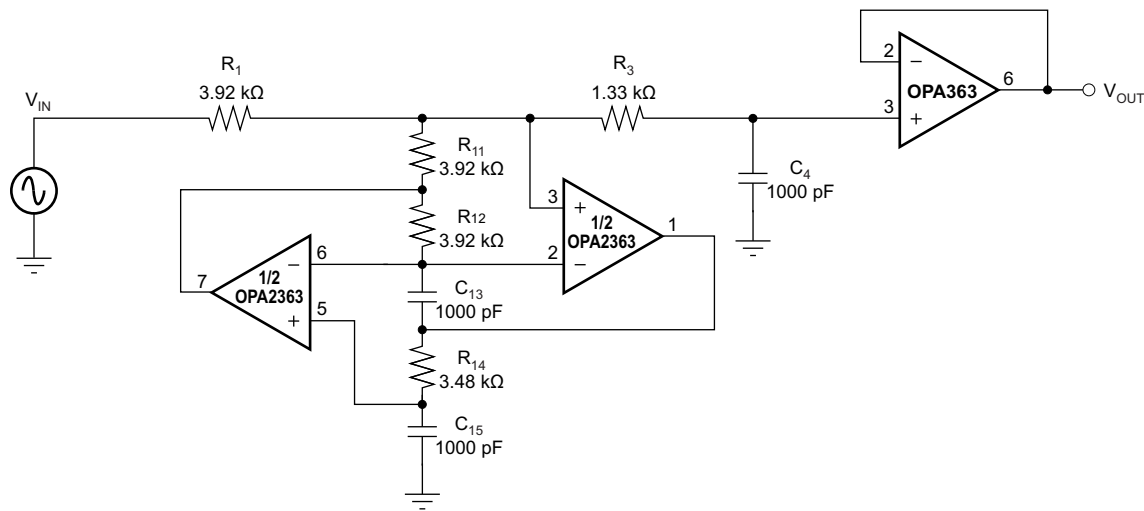 R1
3.92 kΩ
VIN
R3
1.33 kΩ
2
−
OPA363
3
+
6
VOUT
R11
3.92 kΩ
C4
1000 pF
R12
3.92 kΩ
3
+
1/2
OPA2363
2
−
1
7
6
−
1/2
OPA2363
5
+
C13
1000 pF
R14
3.48 kΩ
C15
1000 pF